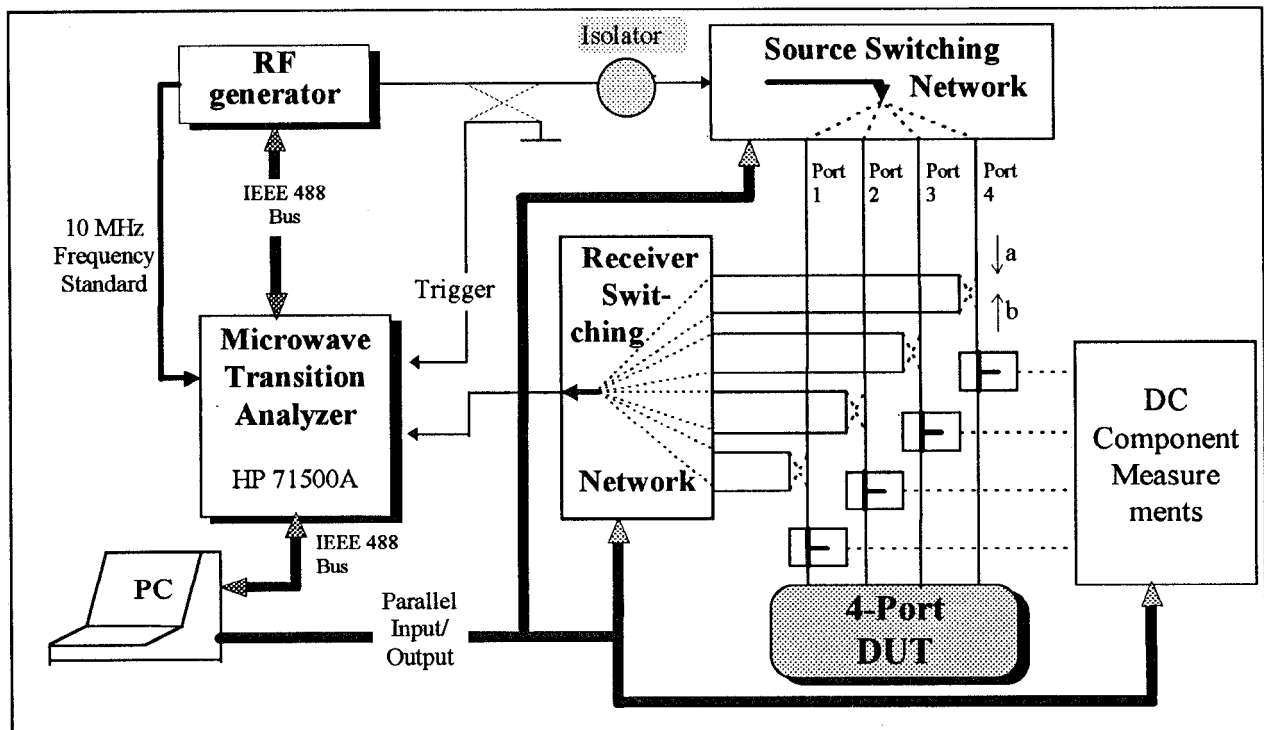 Isolator
RF
generator
Source Switching
Network
IEEE 488
Bus
Port
1
Port
2
Port
3
Port
4
10 MHz
Frequency
Standard
Trigger
Receiver
Swit-
ching
Network
a
b
Microwave
Transition
Analyzer
HP 71500A
DC
Component
Measure
ments
IEEE 488
Bus
PC
Parallel
Input/
Output
4-Port
DUT